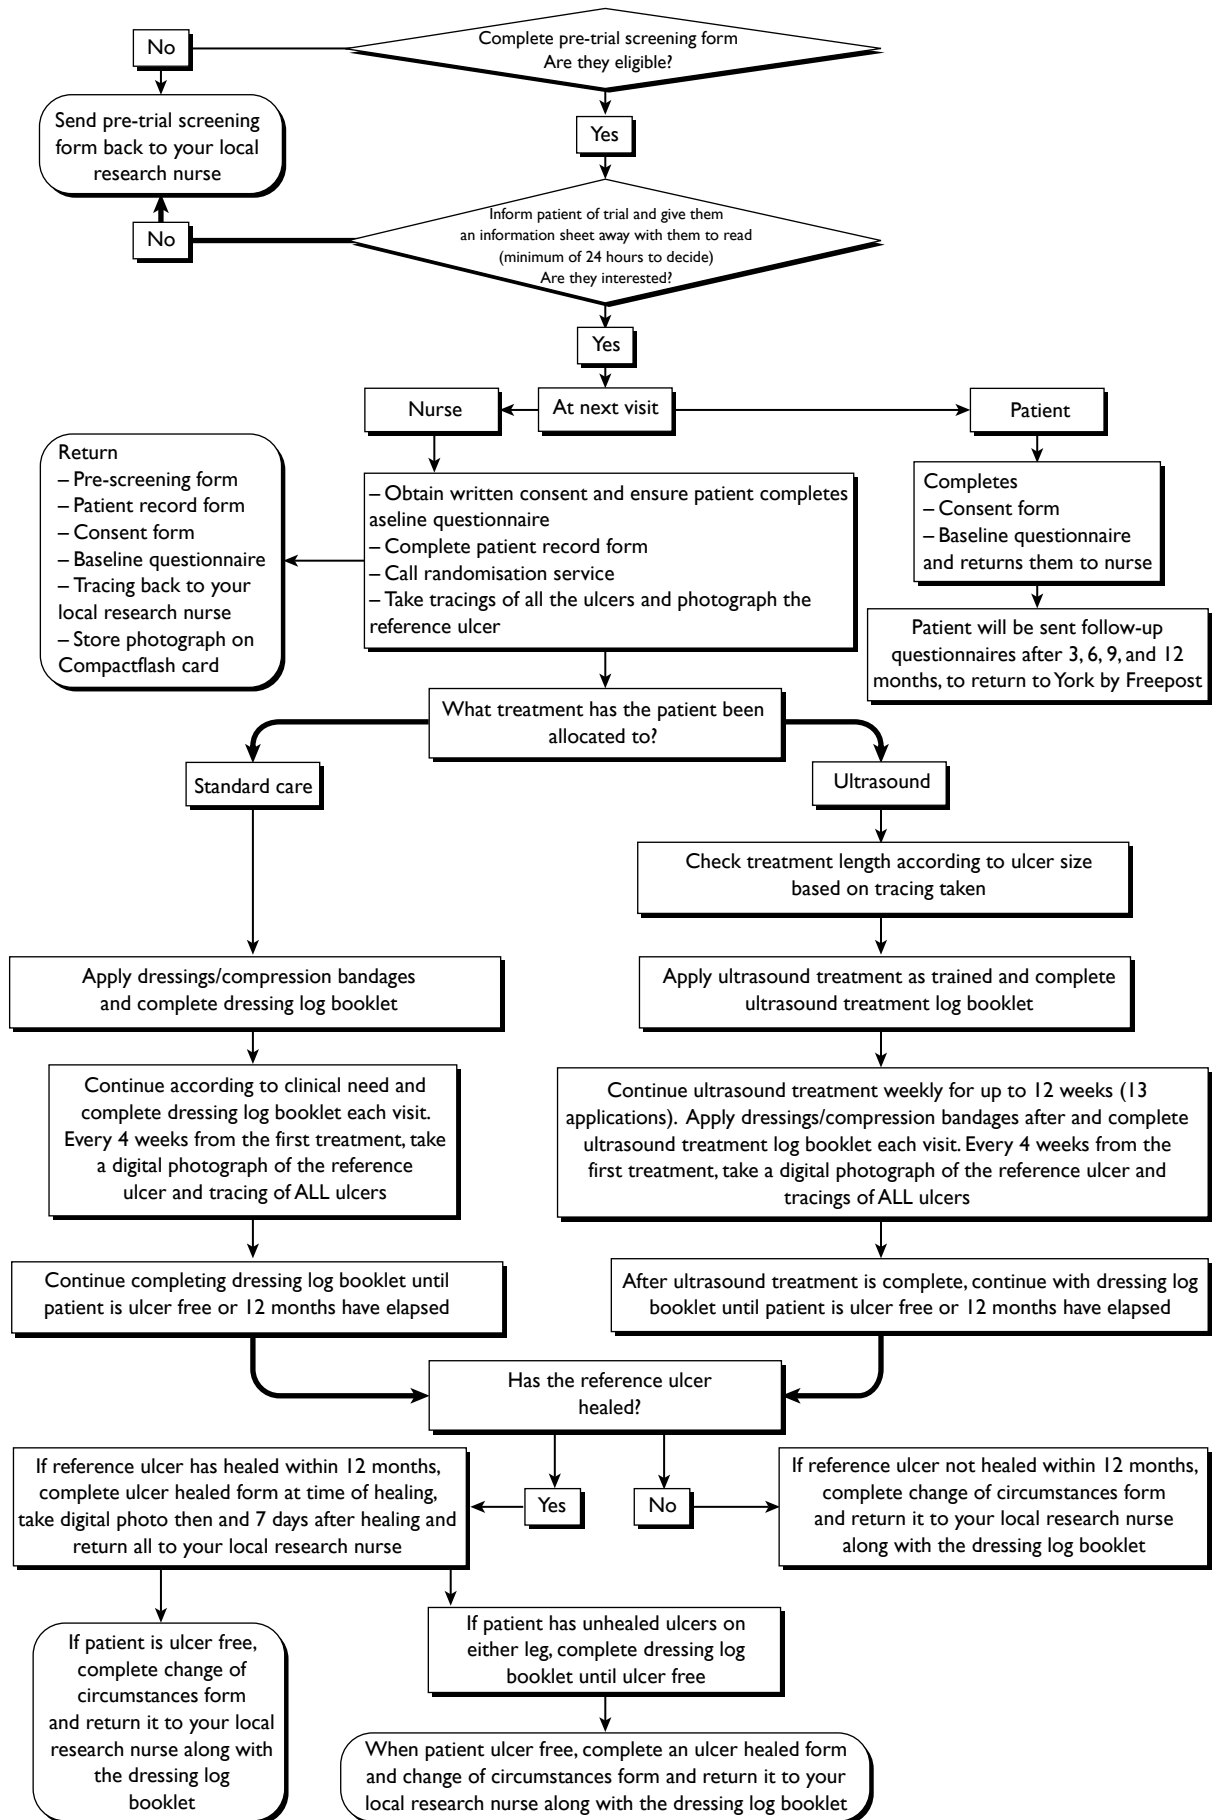 Complete pre-trial screening form
Are they eligible?
No
Send pre-trial screening
form back to your local
research nurse
Yes
Inform patient of trial and give them
an information sheet away with them to read
(minimum of 24 hours to decide)
Are they interested?
No
Yes
At next visit
Nurse
Patient
Return
– Pre-screening form
– Patient record form
– Consent form
– Baseline questionnaire
– Tracing back to your
local research nurse
– Store photograph on
Compactflash card
– Obtain written consent and ensure patient completes
aseline questionnaire
– Complete patient record form
– Call randomisation service
– Take tracings of all the ulcers and photograph the
reference ulcer
Completes
– Consent form
– Baseline questionnaire
and returns them to nurse
Patient will be sent follow-up
questionnaires after 3, 6, 9, and 12
months, to return to York by Freepost
What treatment has the patient been
allocated to?
Standard care
Ultrasound
Check treatment length according to ulcer size
based on tracing taken
Apply dressings/compression bandages
and complete dressing log booklet
Apply ultrasound treatment as trained and complete
ultrasound treatment log booklet
Continue according to clinical need and
complete dressing log booklet each visit.
Every 4 weeks from the first treatment, take
a digital photograph of the reference
ulcer and tracing of ALL ulcers
Continue ultrasound treatment weekly for up to 12 weeks (13
applications). Apply dressings/compression bandages after and complete
ultrasound treatment log booklet each visit. Every 4 weeks from the
first treatment, take a digital photograph of the reference ulcer and
tracings of ALL ulcers
Continue completing dressing log booklet until
patient is ulcer free or 12 months have elapsed
After ultrasound treatment is complete, continue with dressing log
booklet until patient is ulcer free or 12 months have elapsed
Has the reference ulcer
healed?
Yes
No
If reference ulcer has healed within 12 months,
complete ulcer healed form at time of healing,
take digital photo then and 7 days after healing and
return all to your local research nurse
If reference ulcer not healed within 12 months,
complete change of circumstances form
and return it to your local research nurse
along with the dressing log booklet
If patient is ulcer free,
complete change of
circumstances form
and return it to your local
research nurse along with
the dressing log
booklet
If patient has unhealed ulcers on
either leg, complete dressing log
booklet until ulcer free
When patient ulcer free, complete an ulcer healed form
and change of circumstances form and return it to your
local research nurse along with the dressing log booklet